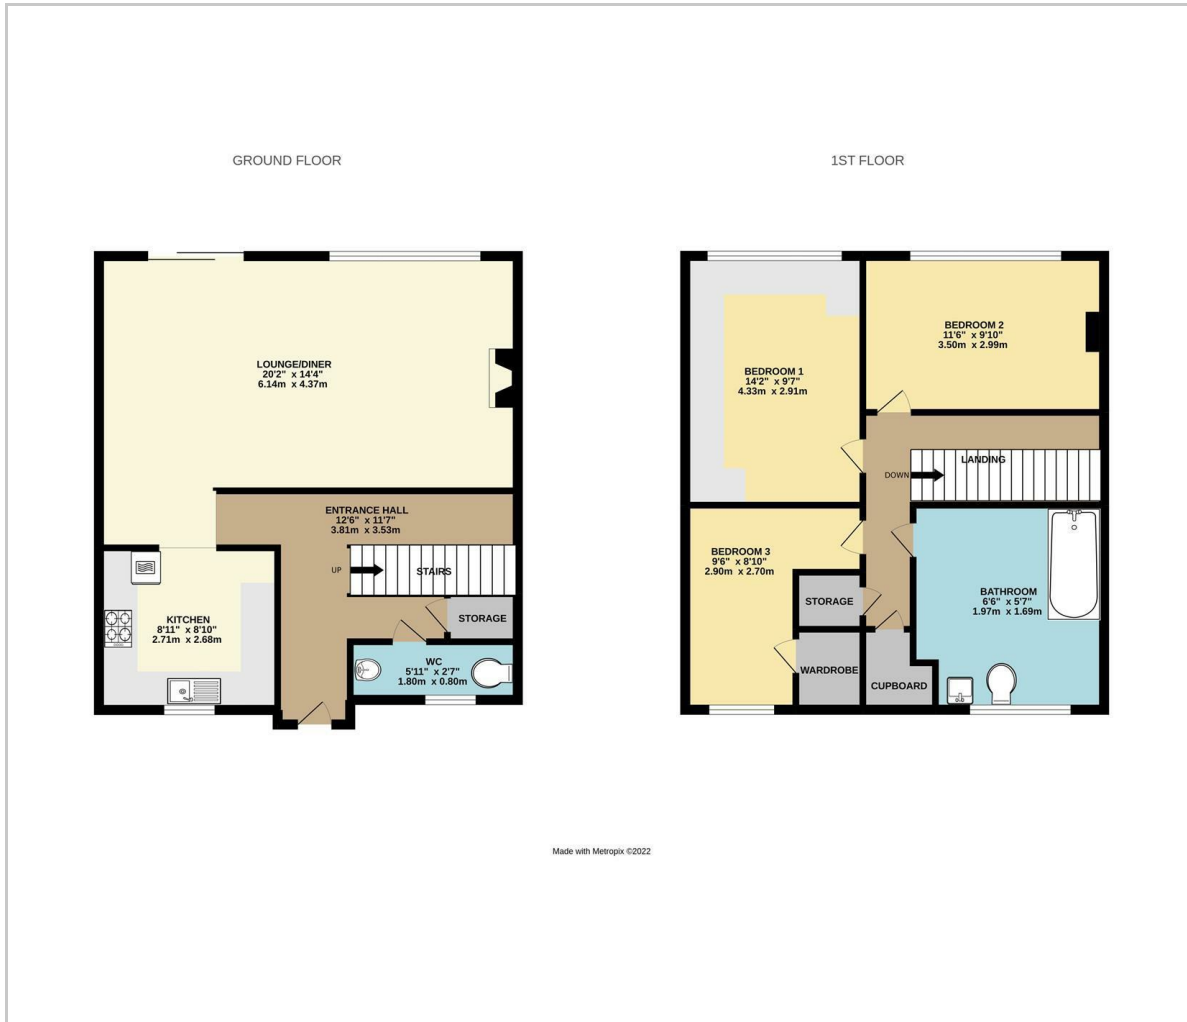 GROUND FLOOR
LOUNGE/DINER
20'2" x 14'4"
6.14m x 4.37m
ENTRANCE HALL
12'6" x 11'7"
3.81m x 3.53m
UP
STAIRS
KITCHEN
8'11" x 8'10"
2.71m x 2.68m
STORAGE
WC
5'11" x 2'7"
1.80m x 0.80m
1ST FLOOR
BEDROOM 1
14'2" x 9'7"
4.33m x 2.91m
BEDROOM 2
11'6" x 9'10"
3.50m x 2.99m
LANDING
DOWN
BEDROOM 3
9'6" x 8'10"
2.90m x 2.70m
STORAGE
WARDROBE
CUPBOARD
BATHROOM
6'6" x 5'7"
1.97m x 1.69m
Made with Metropix ©2022